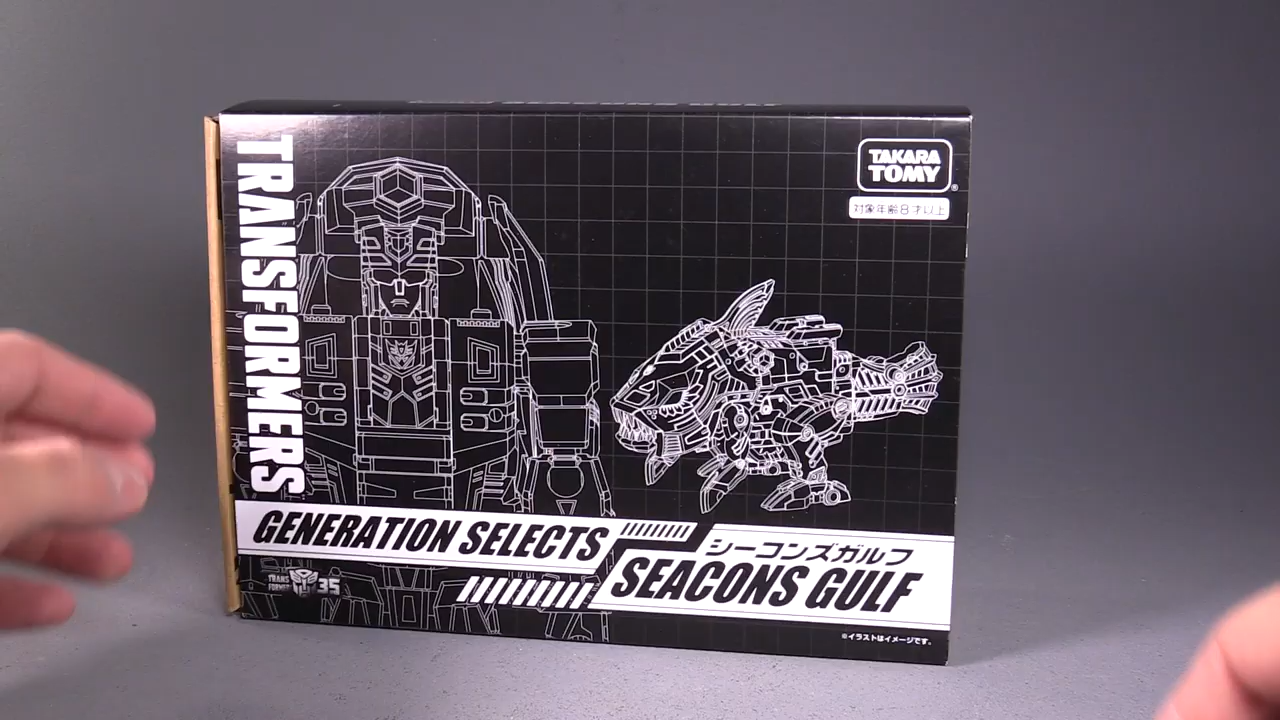 TRANSFORMERS
TAKARA
TOMY
®
対象年齢8才以上
GENERATION SELECTS
シーコンズガルフ
SEACONS GULF
TRANS
FORMERS
35
※イラストはイメージです。